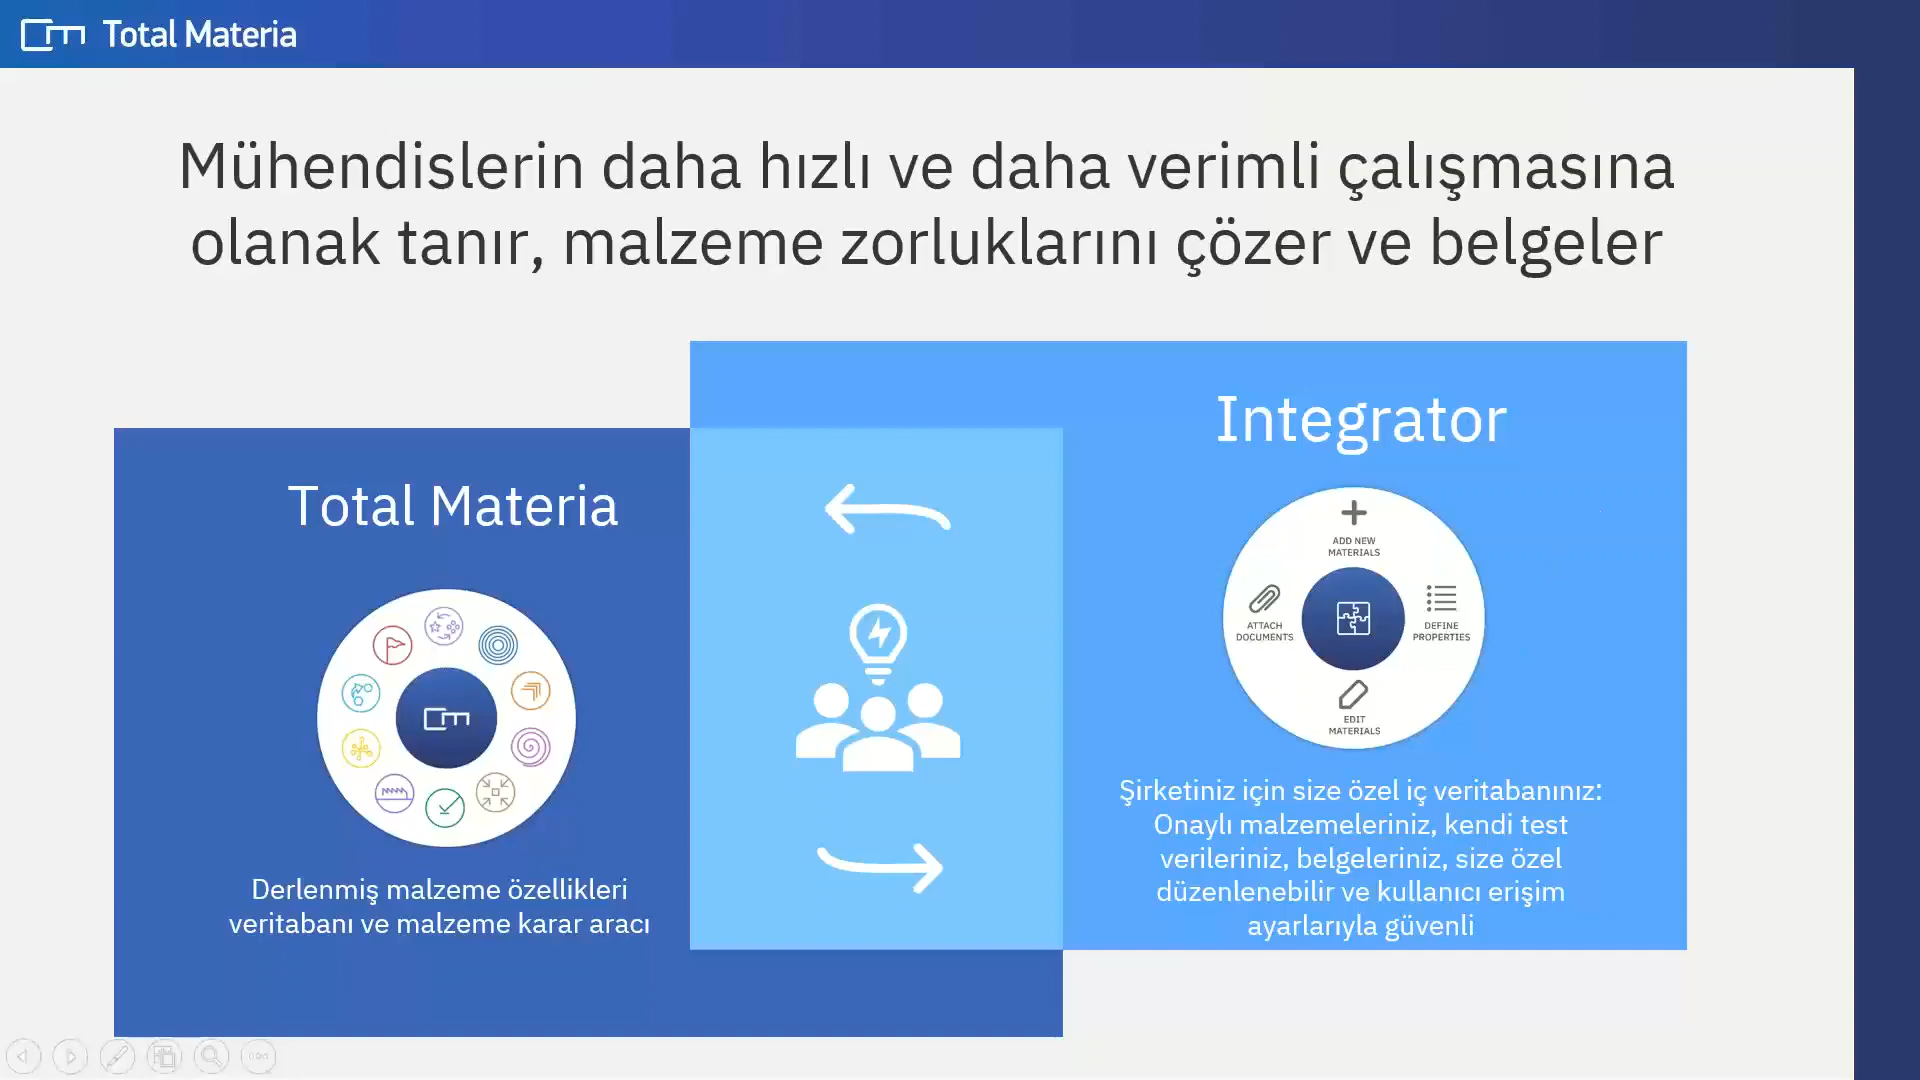 Total Materia
Mühendislerin daha hızlı ve daha verimli çalışmasına
olanak tanır, malzeme zorluklarını çözer ve belgeler
Total Materia
Derlenmiş malzeme özellikleri
veritabanı ve malzeme karar aracı
Integrator
ADD NEW
MATERIALS
ATTACH
DOCUMENTS
DEFINE
PROPERTIES
EDIT
MATERIALS
Şirketiniz için size özel iç veritabanınız:
Onaylı malzemeleriniz, kendi test
verileriniz, belgeleriniz, size özel
düzenlenebilir ve kullanıcı erişim
ayarlarıyla güvenli